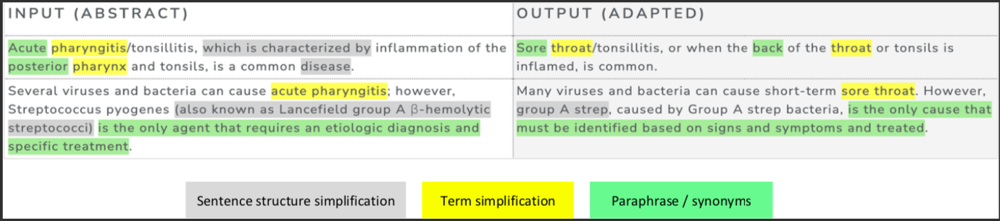 INPUT (ABSTRACT)
OUTPUT (ADAPTED)
Acute pharyngitis/tonsillitis, which is characterized by inflammation of the
posterior pharynx and tonsils, is a common disease.
Sore throat/tonsillitis, or when the back of the throat or tonsils is
inflamed, is common.
Several viruses and bacteria can cause acute pharyngitis; however,
Streptococcus pyogenes (also known as Lancefield group A β-hemolytic
streptococci) is the only agent that requires an etiologic diagnosis and
specific treatment.
Many viruses and bacteria can cause short-term sore throat. However,
group A strep, caused by Group A strep bacteria, is the only cause that
must be identified based on signs and symptoms and treated.
Sentence structure simplification
Term simplification
Paraphrase / synonyms